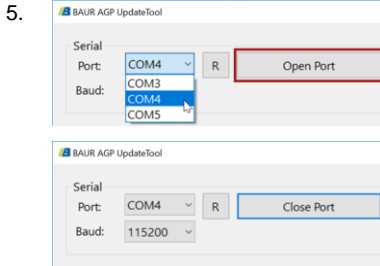 5.
BAUR AGP UpdateTool
Serial
Port: COM4 R Open Port
COM3
Baud:
COM4
COM5
BAUR AGP UpdateTool
Serial
Port: COM4 R Close Port
Baud: 115200